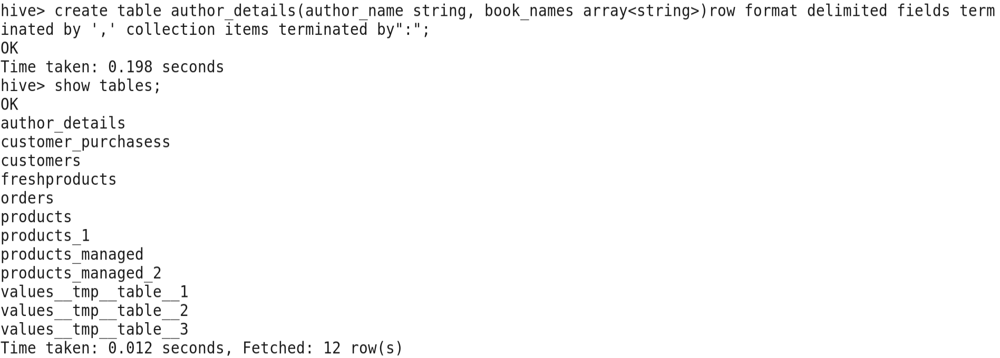 hive> create table author_details(author_name string, book_names array<string>)row format delimited fields term
inated by ',' collection items terminated by":";
OK
Time taken: 0.198 seconds
hive> show tables;
OK
author_details
customer_purchasess
customers
freshproducts
orders
products
products_1
products_managed
products_managed_2
values__tmp__table__1
values__tmp__table__2
values__tmp__table__3
Time taken: 0.012 seconds, Fetched: 12 row(s)